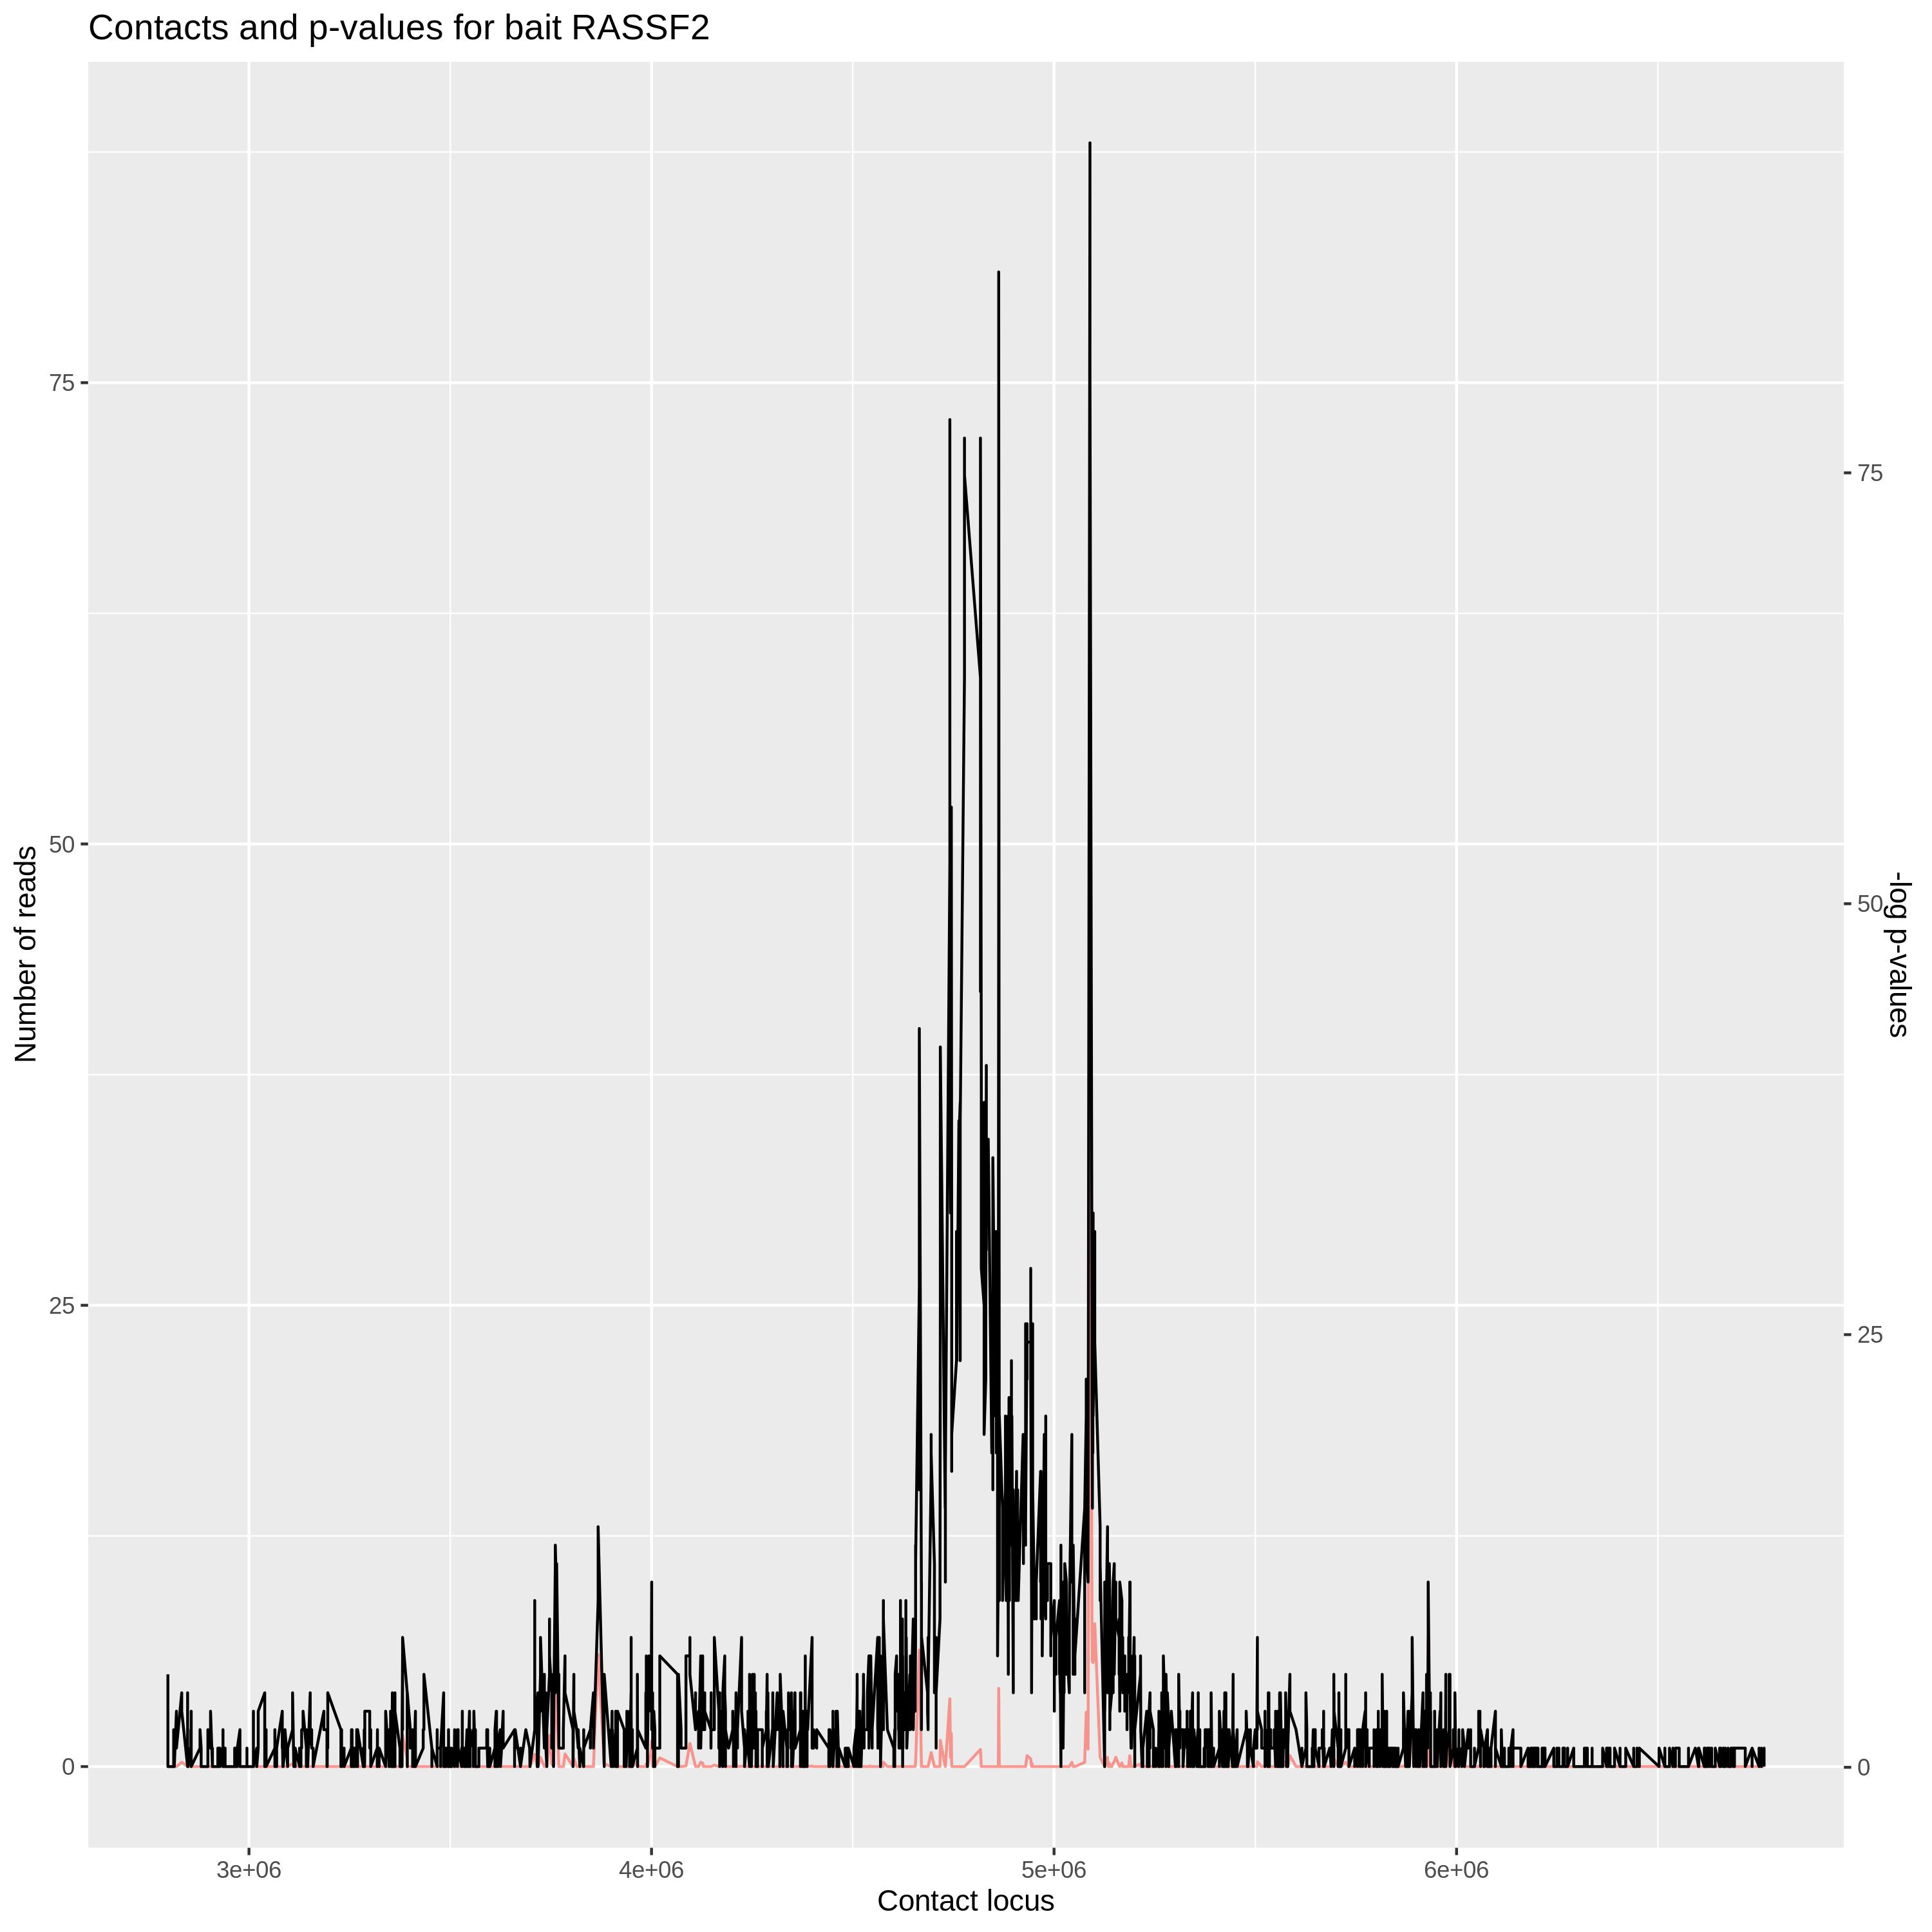 Contacts and p-values for bait RASSF2
75
50
25
0
Number of reads
75
50
25
0
-log p-values
3e+06 4e+06 5e+06 6e+06
Contact locus